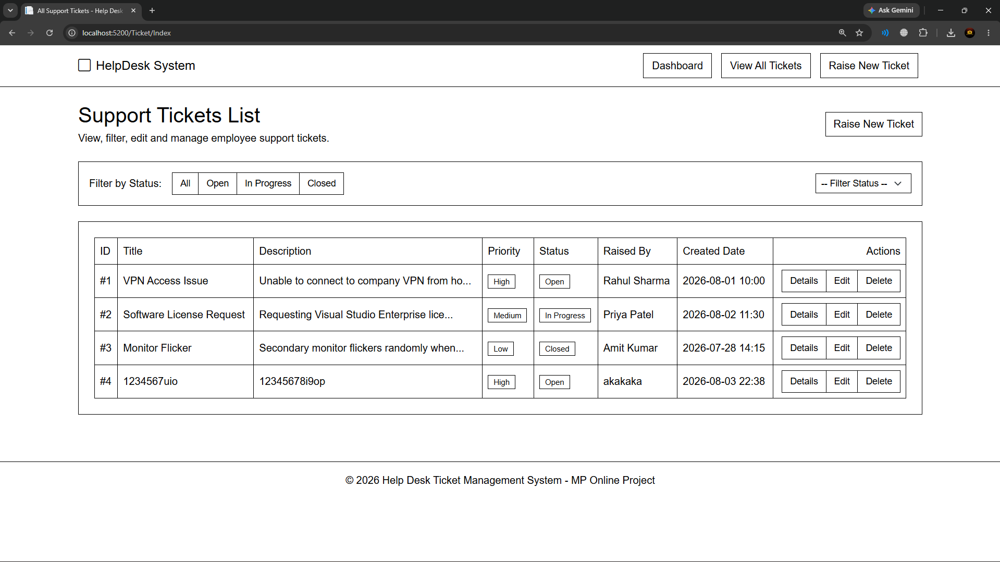 All Support Tickets - Help Desk
Ask Gemini
localhost:5200/Ticket/Index
HelpDesk System
Dashboard
View All Tickets
Raise New Ticket
Support Tickets List
View, filter, edit and manage employee support tickets.
Raise New Ticket
Filter by Status:
All
Open
In Progress
Closed
-- Filter Status --
ID Title Description Priority Status Raised By Created Date Actions
#1 VPN Access Issue Unable to connect to company VPN from ho... High Open Rahul Sharma 2026-08-01 10:00 Details Edit Delete
#2 Software License Request Requesting Visual Studio Enterprise lice... Medium In Progress Priya Patel 2026-08-02 11:30 Details Edit Delete
#3 Monitor Flicker Secondary monitor flickers randomly when... Low Closed Amit Kumar 2026-07-28 14:15 Details Edit Delete
#4 1234567uio 12345678i9op High Open akakaka 2026-08-03 22:38 Details Edit Delete
© 2026 Help Desk Ticket Management System - MP Online Project